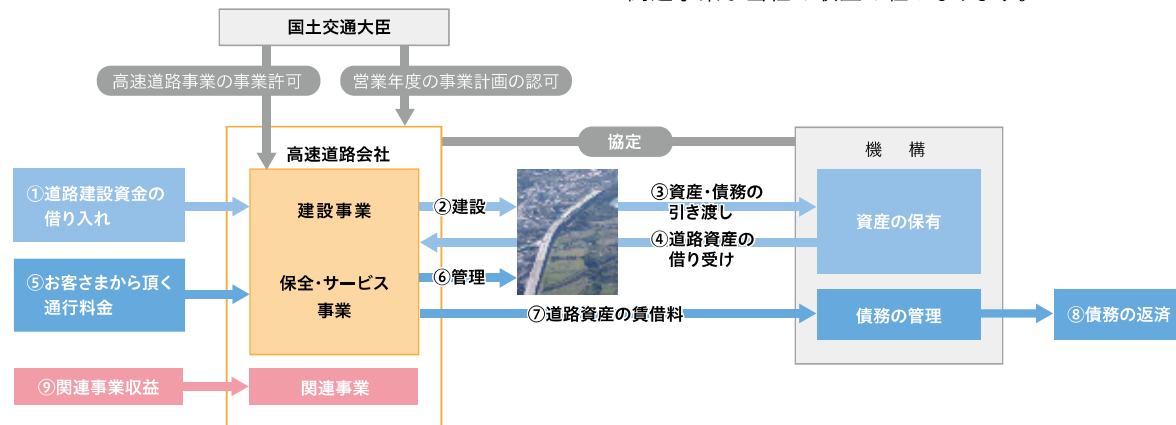 国土交通大臣
高速道路事業の事業許可
営業年度の事業計画の認可
協定
高速道路会社
機　構
①道路建設資金の
借り入れ
建設事業
②建設
③資産・債務の
引き渡し
資産の保有
④道路資産の
借り受け
⑤お客さまから頂く
通行料金
保全・サービス
事業
⑥管理
⑦道路資産の賃借料
債務の管理
⑧債務の返済
⑨関連事業収益
関連事業